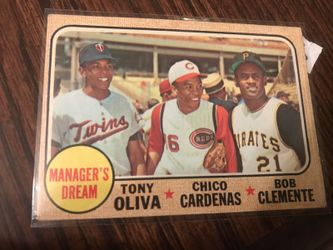 Twins
6
REDS
PIRATES
21
MANAGER'S
DREAM
TONY
OLIVA
★
CHICO
CARDENAS
★
BOB
CLEMENTE